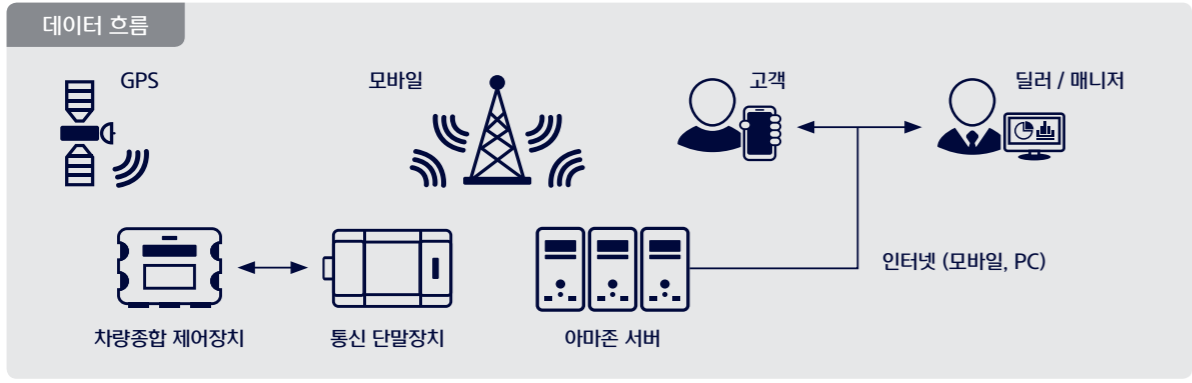 데이터 흐름
GPS
모바일
고객
딜러 / 매니저
인터넷 (모바일, PC)
차량종합 제어장치
통신 단말장치
아마존 서버